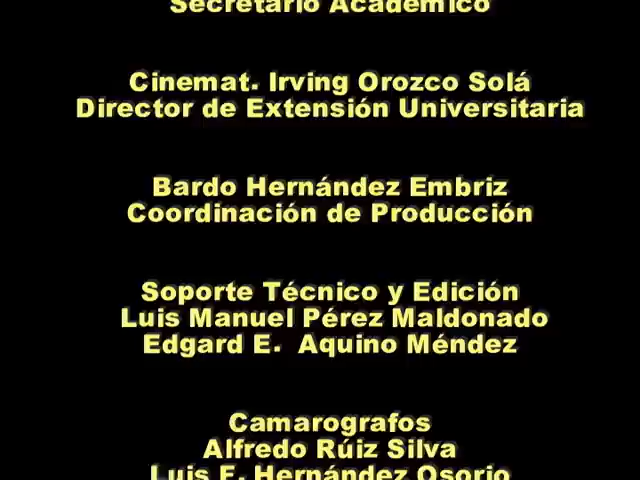 Secretario Académico
Cinemat. Irving Orozco Solá
Director de Extensión Universitaria
Bardo Hernández Embriz
Coordinación de Producción
Soporte Técnico y Edición
Luis Manuel Pérez Maldonado
Edgard E. Aquino Méndez
Camarografos
Alfredo Rúiz Silva
Luis F. Hernández Osorio